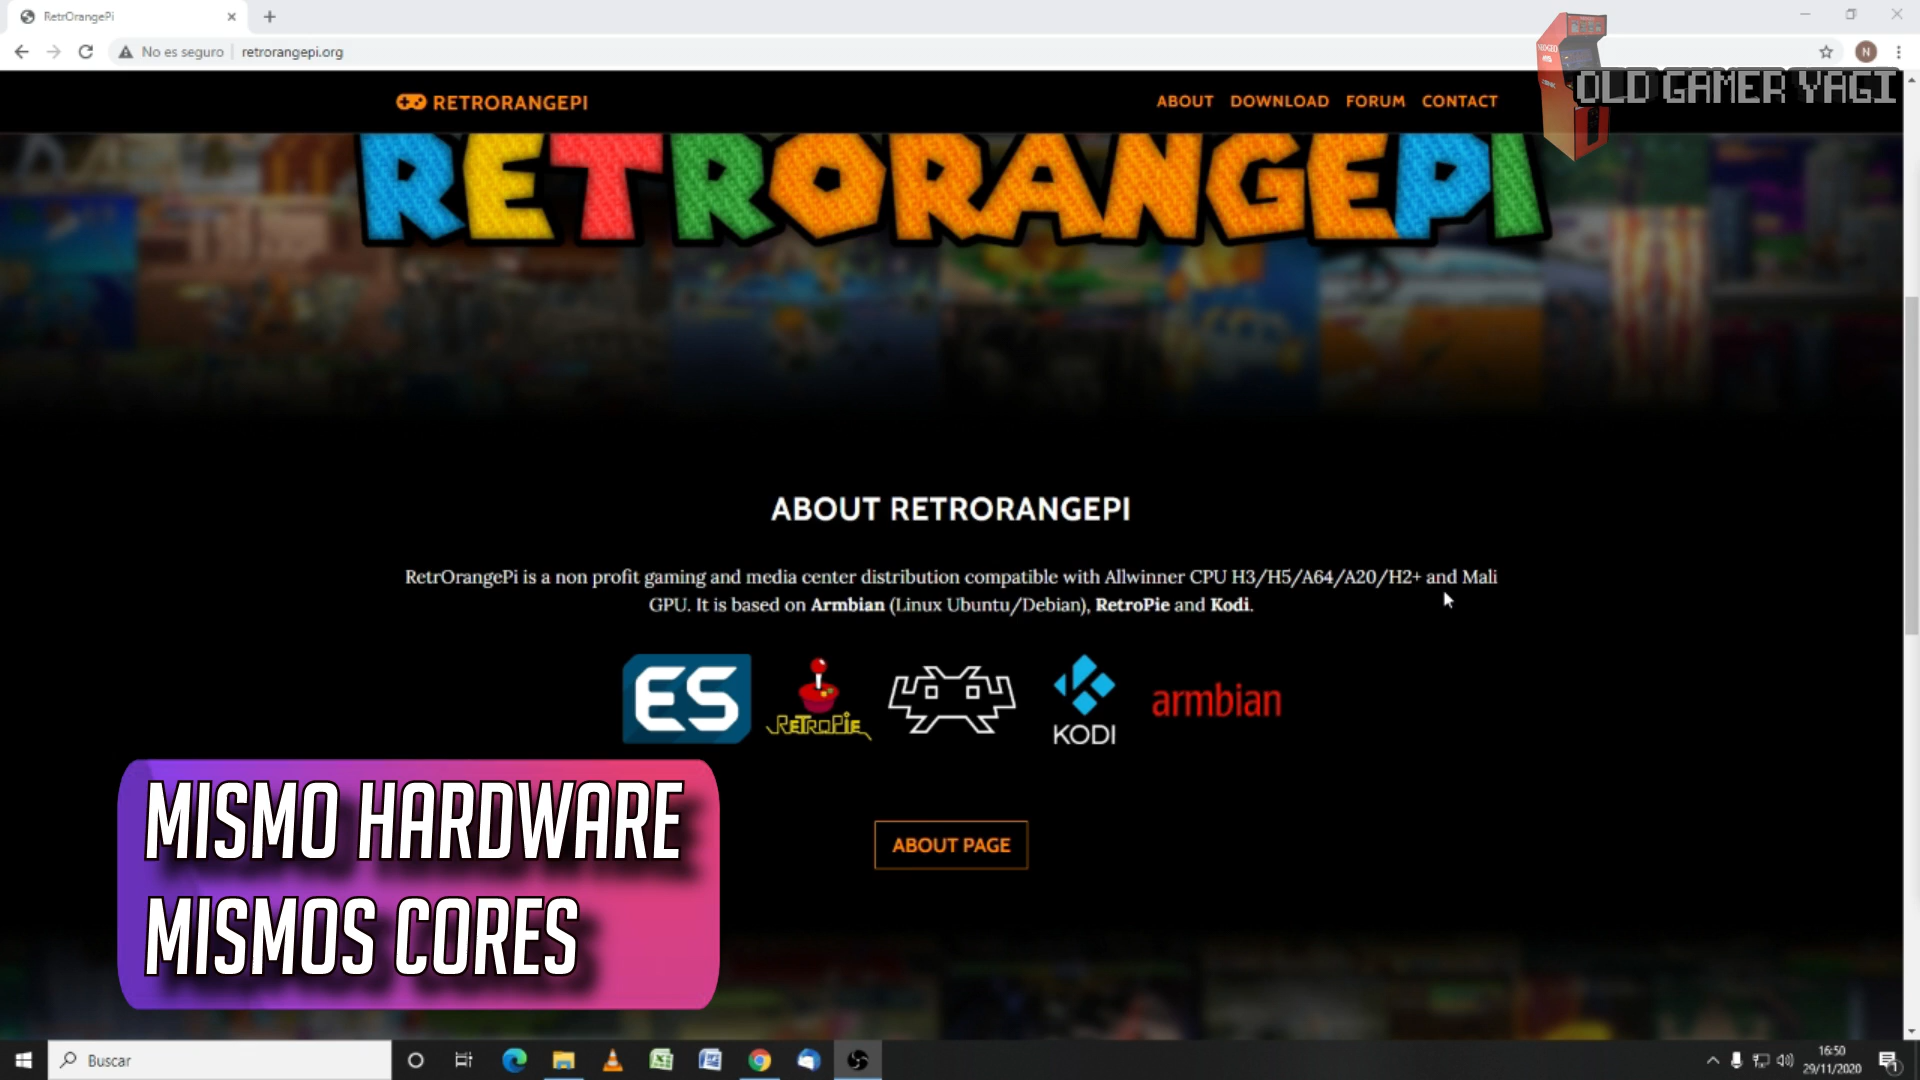 RetrOrangePi
No es seguro
retrorangepi.org
N
OLD GAMER YAGI
RETRORANGEPI
ABOUT DOWNLOAD FORUM CONTACT
RETRORANGEPI
ABOUT RETRORANGEPI
RetrOrangePi is a non profit gaming and media center distribution compatible with Allwinner CPU H3/H5/A64/A20/H2+ and Mali
GPU. It is based on Armbian (Linux Ubuntu/Debian), RetroPie and Kodi.
ES
RETROPIE
KODI
armbian
MISMO HARDWARE
MISMOS CORES
ABOUT PAGE
Buscar
16:50
29/11/2020
1